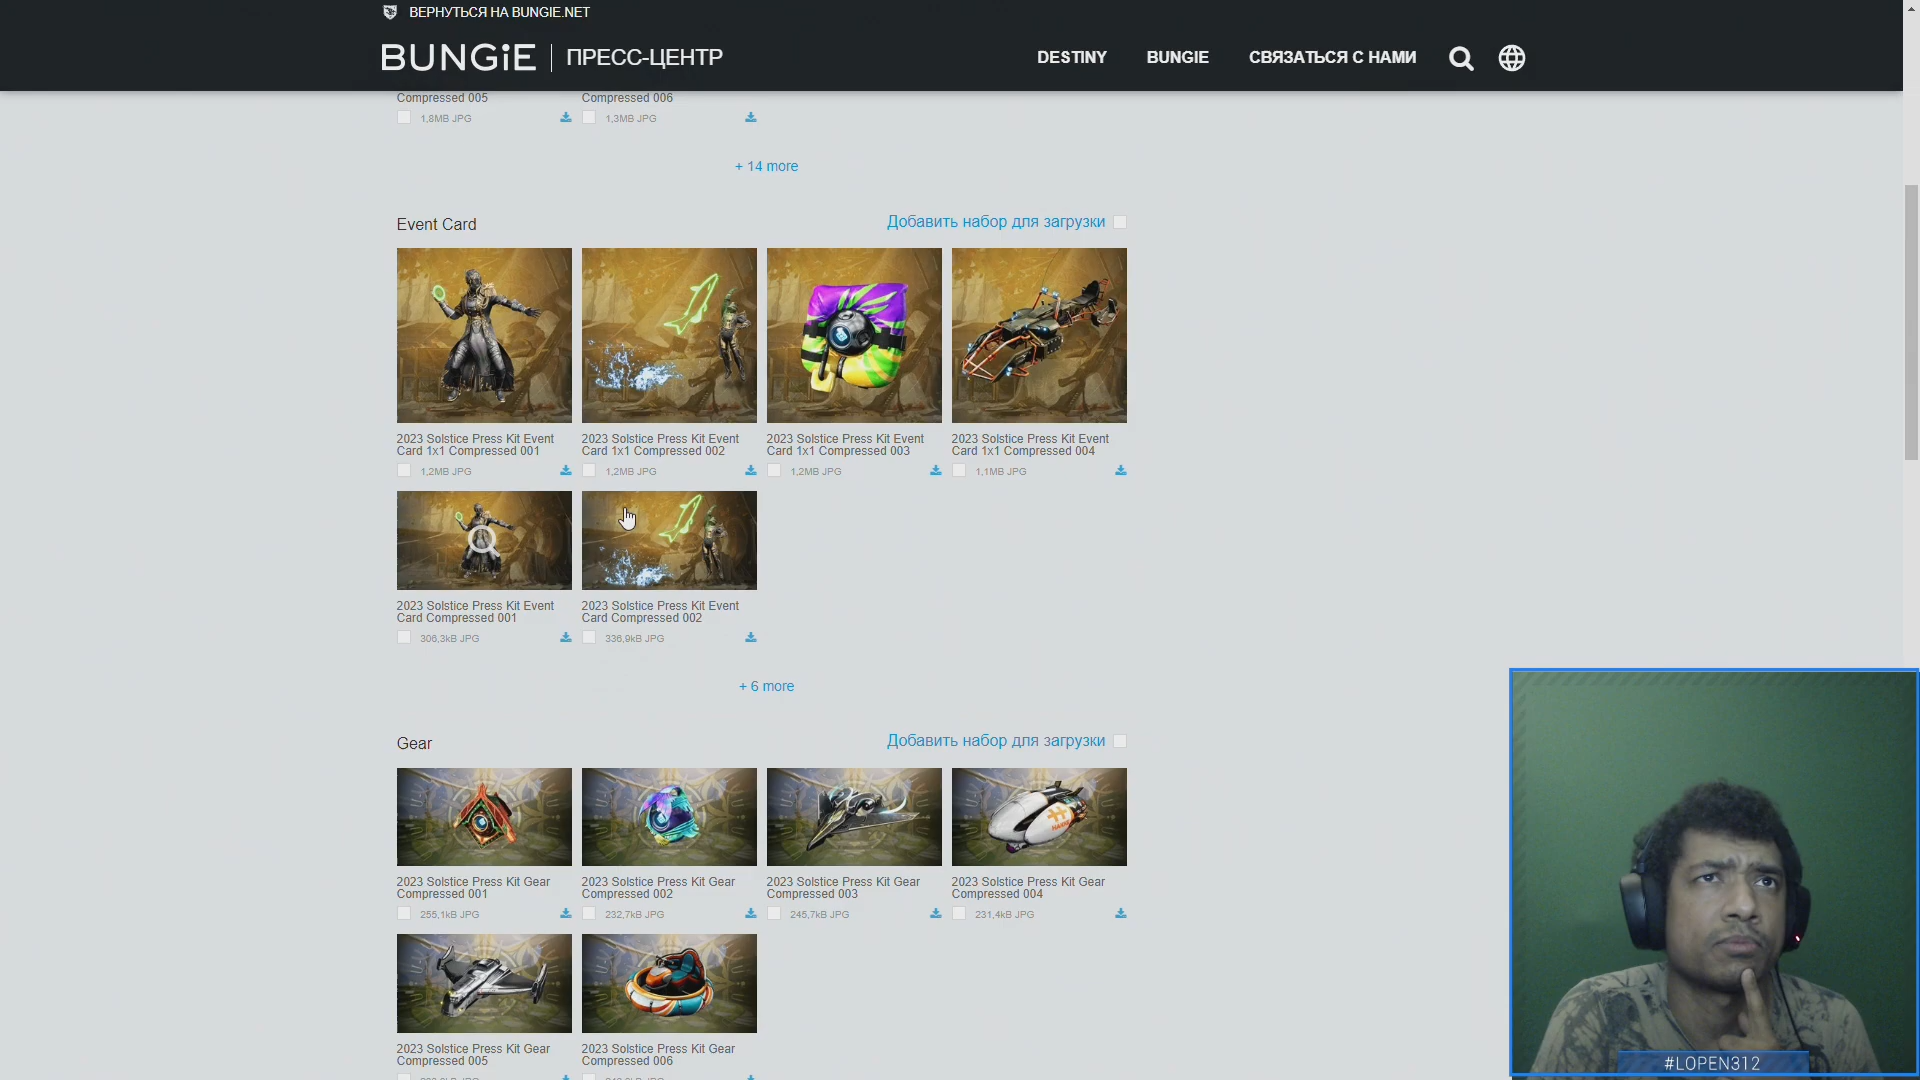 ВЕРНУТЬСЯ НА BUNGIE.NET
BUNGiE | ПРЕСС-ЦЕНТР
DESTINY
BUNGIE
СВЯЗАТЬСЯ С НАМИ
Compressed 005
Compressed 006
1,8MB JPG
1,3MB JPG
+ 14 more
Event Card
Добавить набор для загрузки
2023 Solstice Press Kit Event
Card 1x1 Compressed 001
2023 Solstice Press Kit Event
Card 1x1 Compressed 002
2023 Solstice Press Kit Event
Card 1x1 Compressed 003
2023 Solstice Press Kit Event
Card 1x1 Compressed 004
1,2MB JPG
1,2MB JPG
1,2MB JPG
1,1MB JPG
2023 Solstice Press Kit Event
Card Compressed 001
2023 Solstice Press Kit Event
Card Compressed 002
306,3kB JPG
336,9kB JPG
+ 6 more
Gear
Добавить набор для загрузки
2023 Solstice Press Kit Gear
Compressed 001
2023 Solstice Press Kit Gear
Compressed 002
2023 Solstice Press Kit Gear
Compressed 003
2023 Solstice Press Kit Gear
Compressed 004
255,1kB JPG
232,7kB JPG
245,7kB JPG
231,4kB JPG
2023 Solstice Press Kit Gear
Compressed 005
2023 Solstice Press Kit Gear
Compressed 006
#LOPEN312